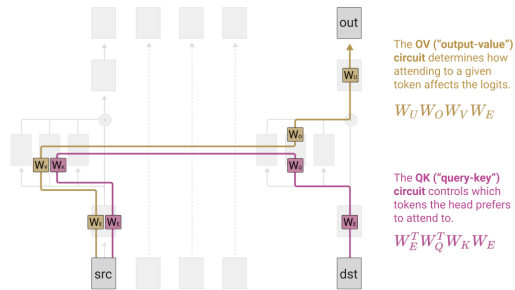 out
The OV ("output-value")
circuit determines how
attending to a given
token affects the logits.
W_U W_O W_V W_E
W_U
W_O
W_V W_K
W_Q
The QK ("query-key")
circuit controls which
tokens the head prefers
to attend to.
W_E^T W_Q^T W_K W_E
W_E W_E
W_E
src
dst